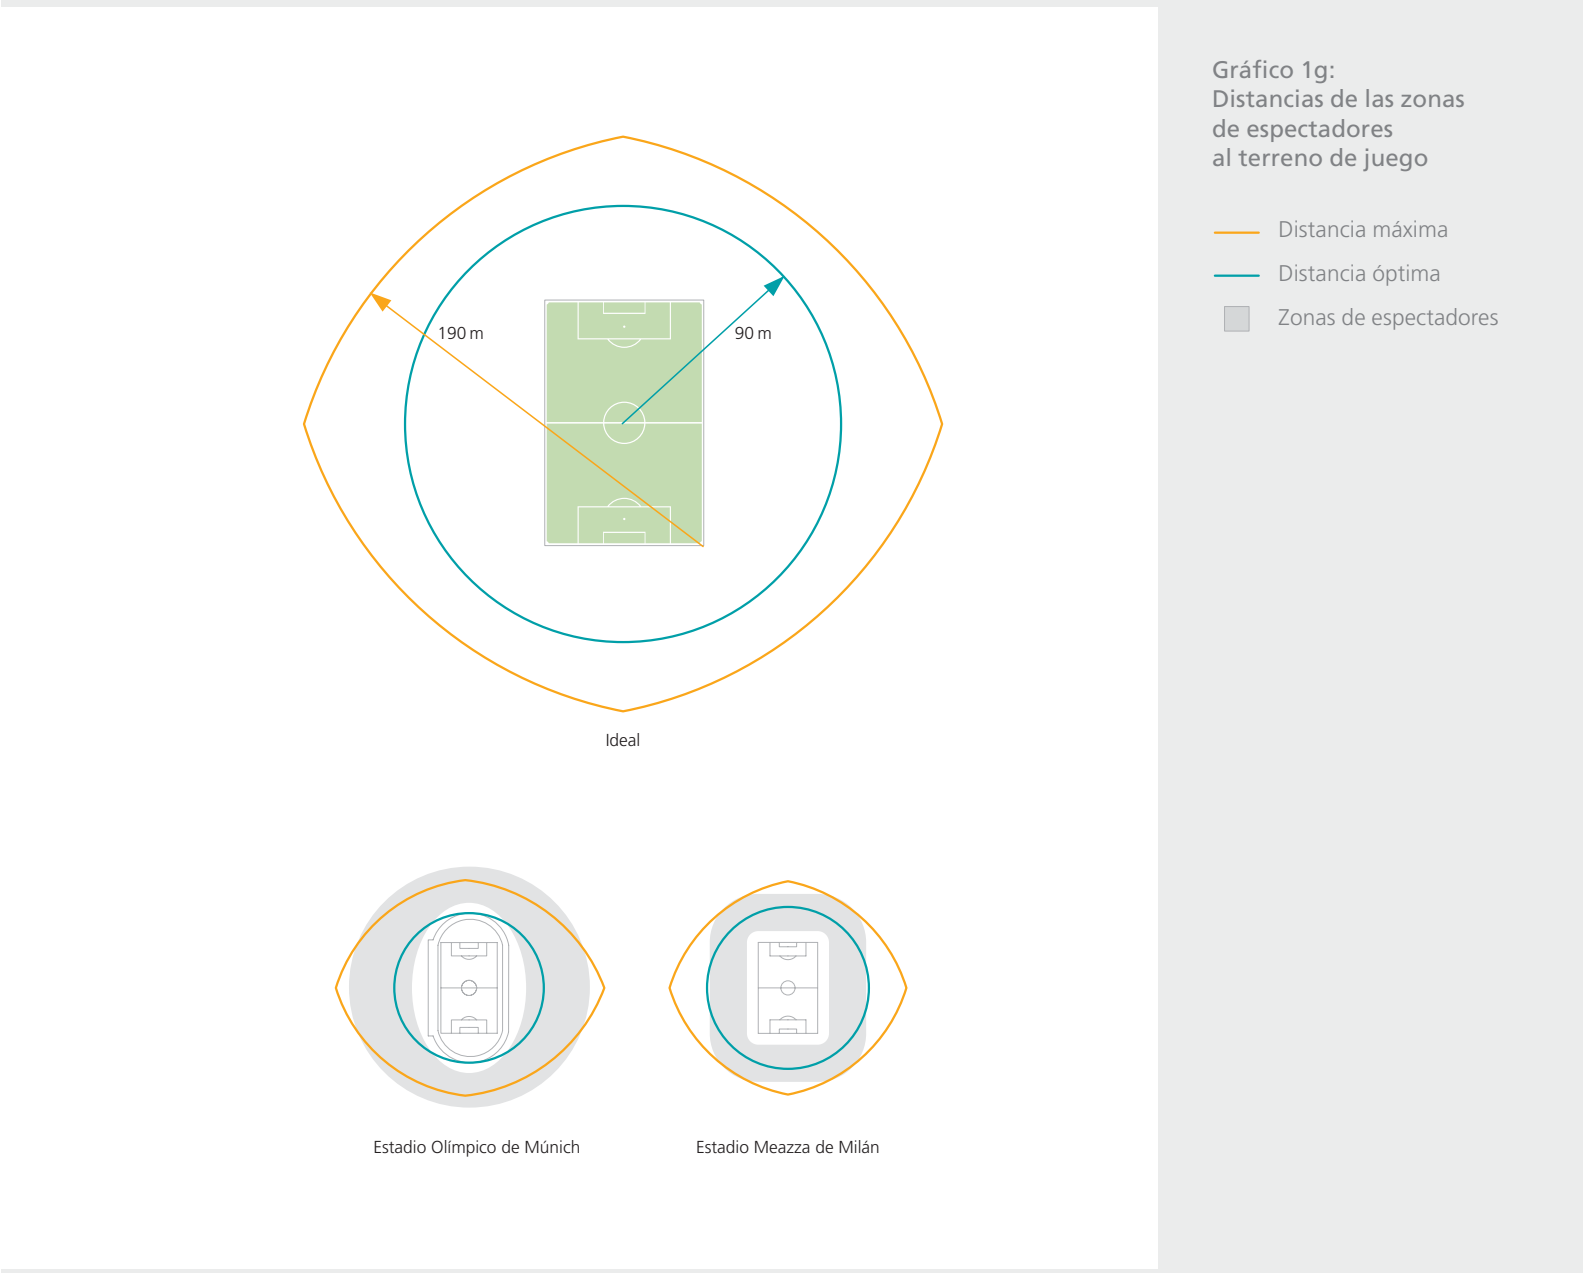 Gráfico 1g:
Distancias de las zonas
de espectadores
al terreno de juego
Distancia máxima
Distancia óptima
Zonas de espectadores
190 m
90 m
Ideal
Estadio Olímpico de Múnich
Estadio Meazza de Milán